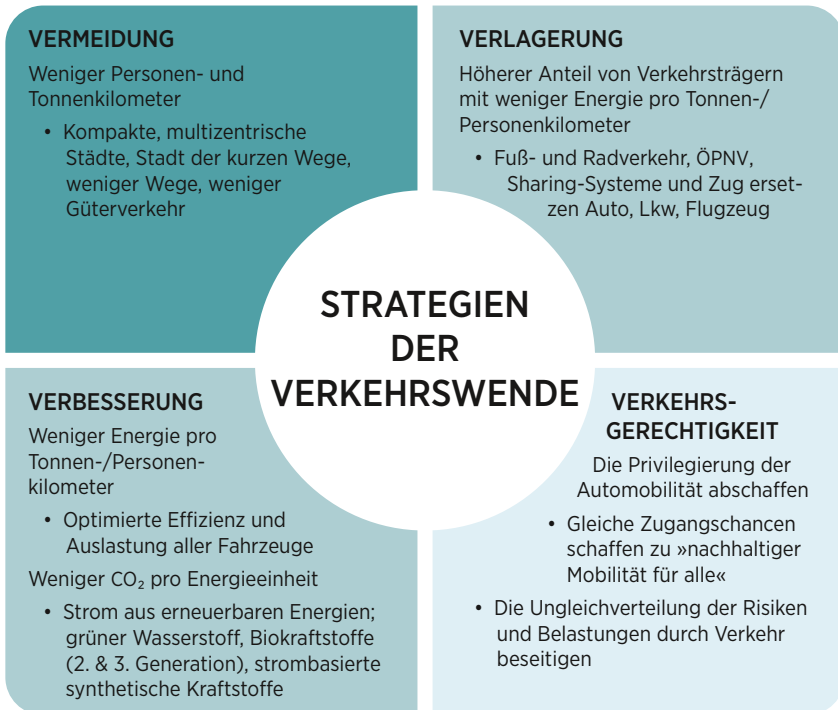 VERMEIDUNG
Weniger Personen- und
Tonnenkilometer
• Kompakte, multizentrische
Städte, Stadt der kurzen Wege,
weniger Wege, weniger
Güterverkehr
VERLAGERUNG
Höherer Anteil von Verkehrsträgern
mit weniger Energie pro Tonnen-/
Personenkilometer
• Fuß- und Radverkehr, ÖPNV,
Sharing-Systeme und Zug erset-
zen Auto, Lkw, Flugzeug
STRATEGIEN
DER
VERKEHRSWENDE
VERBESSERUNG
Weniger Energie pro
Tonnen-/Personen-
kilometer
• Optimierte Effizienz und
Auslastung aller Fahrzeuge
Weniger CO₂ pro Energieeinheit
• Strom aus erneuerbaren Energien;
grüner Wasserstoff, Biokraftstoffe
(2. & 3. Generation), strombasierte
synthetische Kraftstoffe
VERKEHRS-
GERECHTIGKEIT
Die Privilegierung der
Automobilität abschaffen
• Gleiche Zugangschancen
schaffen zu »nachhaltiger
Mobilität für alle«
• Die Ungleichverteilung der Risiken
und Belastungen durch Verkehr
beseitigen